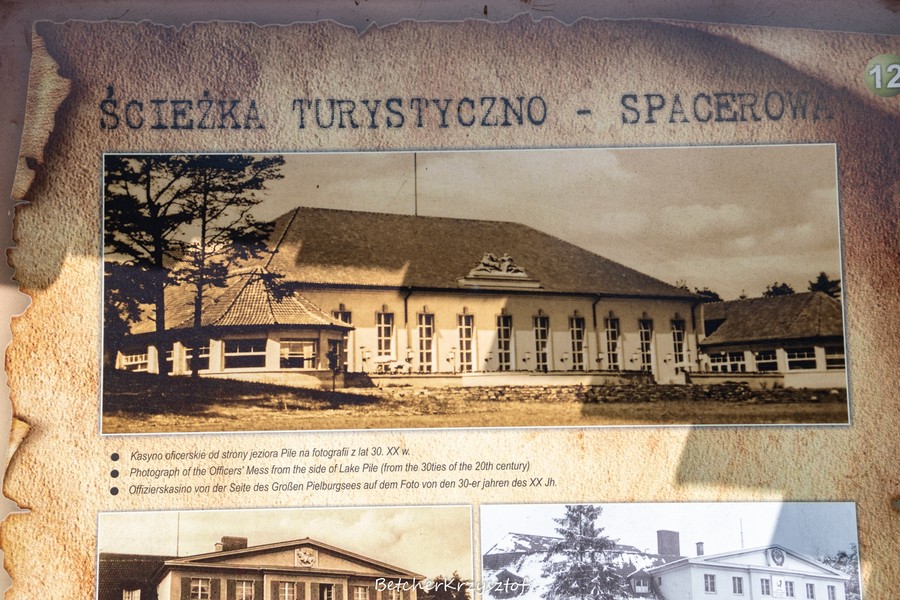 12
ŚCIEŻKA TURYSTYCZNO - SPACEROWA
Kasyno oficerskie od strony jeziora Pile na fotografii z lat 30. XX w.
Photograph of the Officers' Mess from the side of Lake Pile (from the 30ties of the 20th century)
Offizierskasino von der Seite des Großen Pielburgsees auf dem Foto von den 30-er jahren des XX Jh.
BetcherKrzysztof